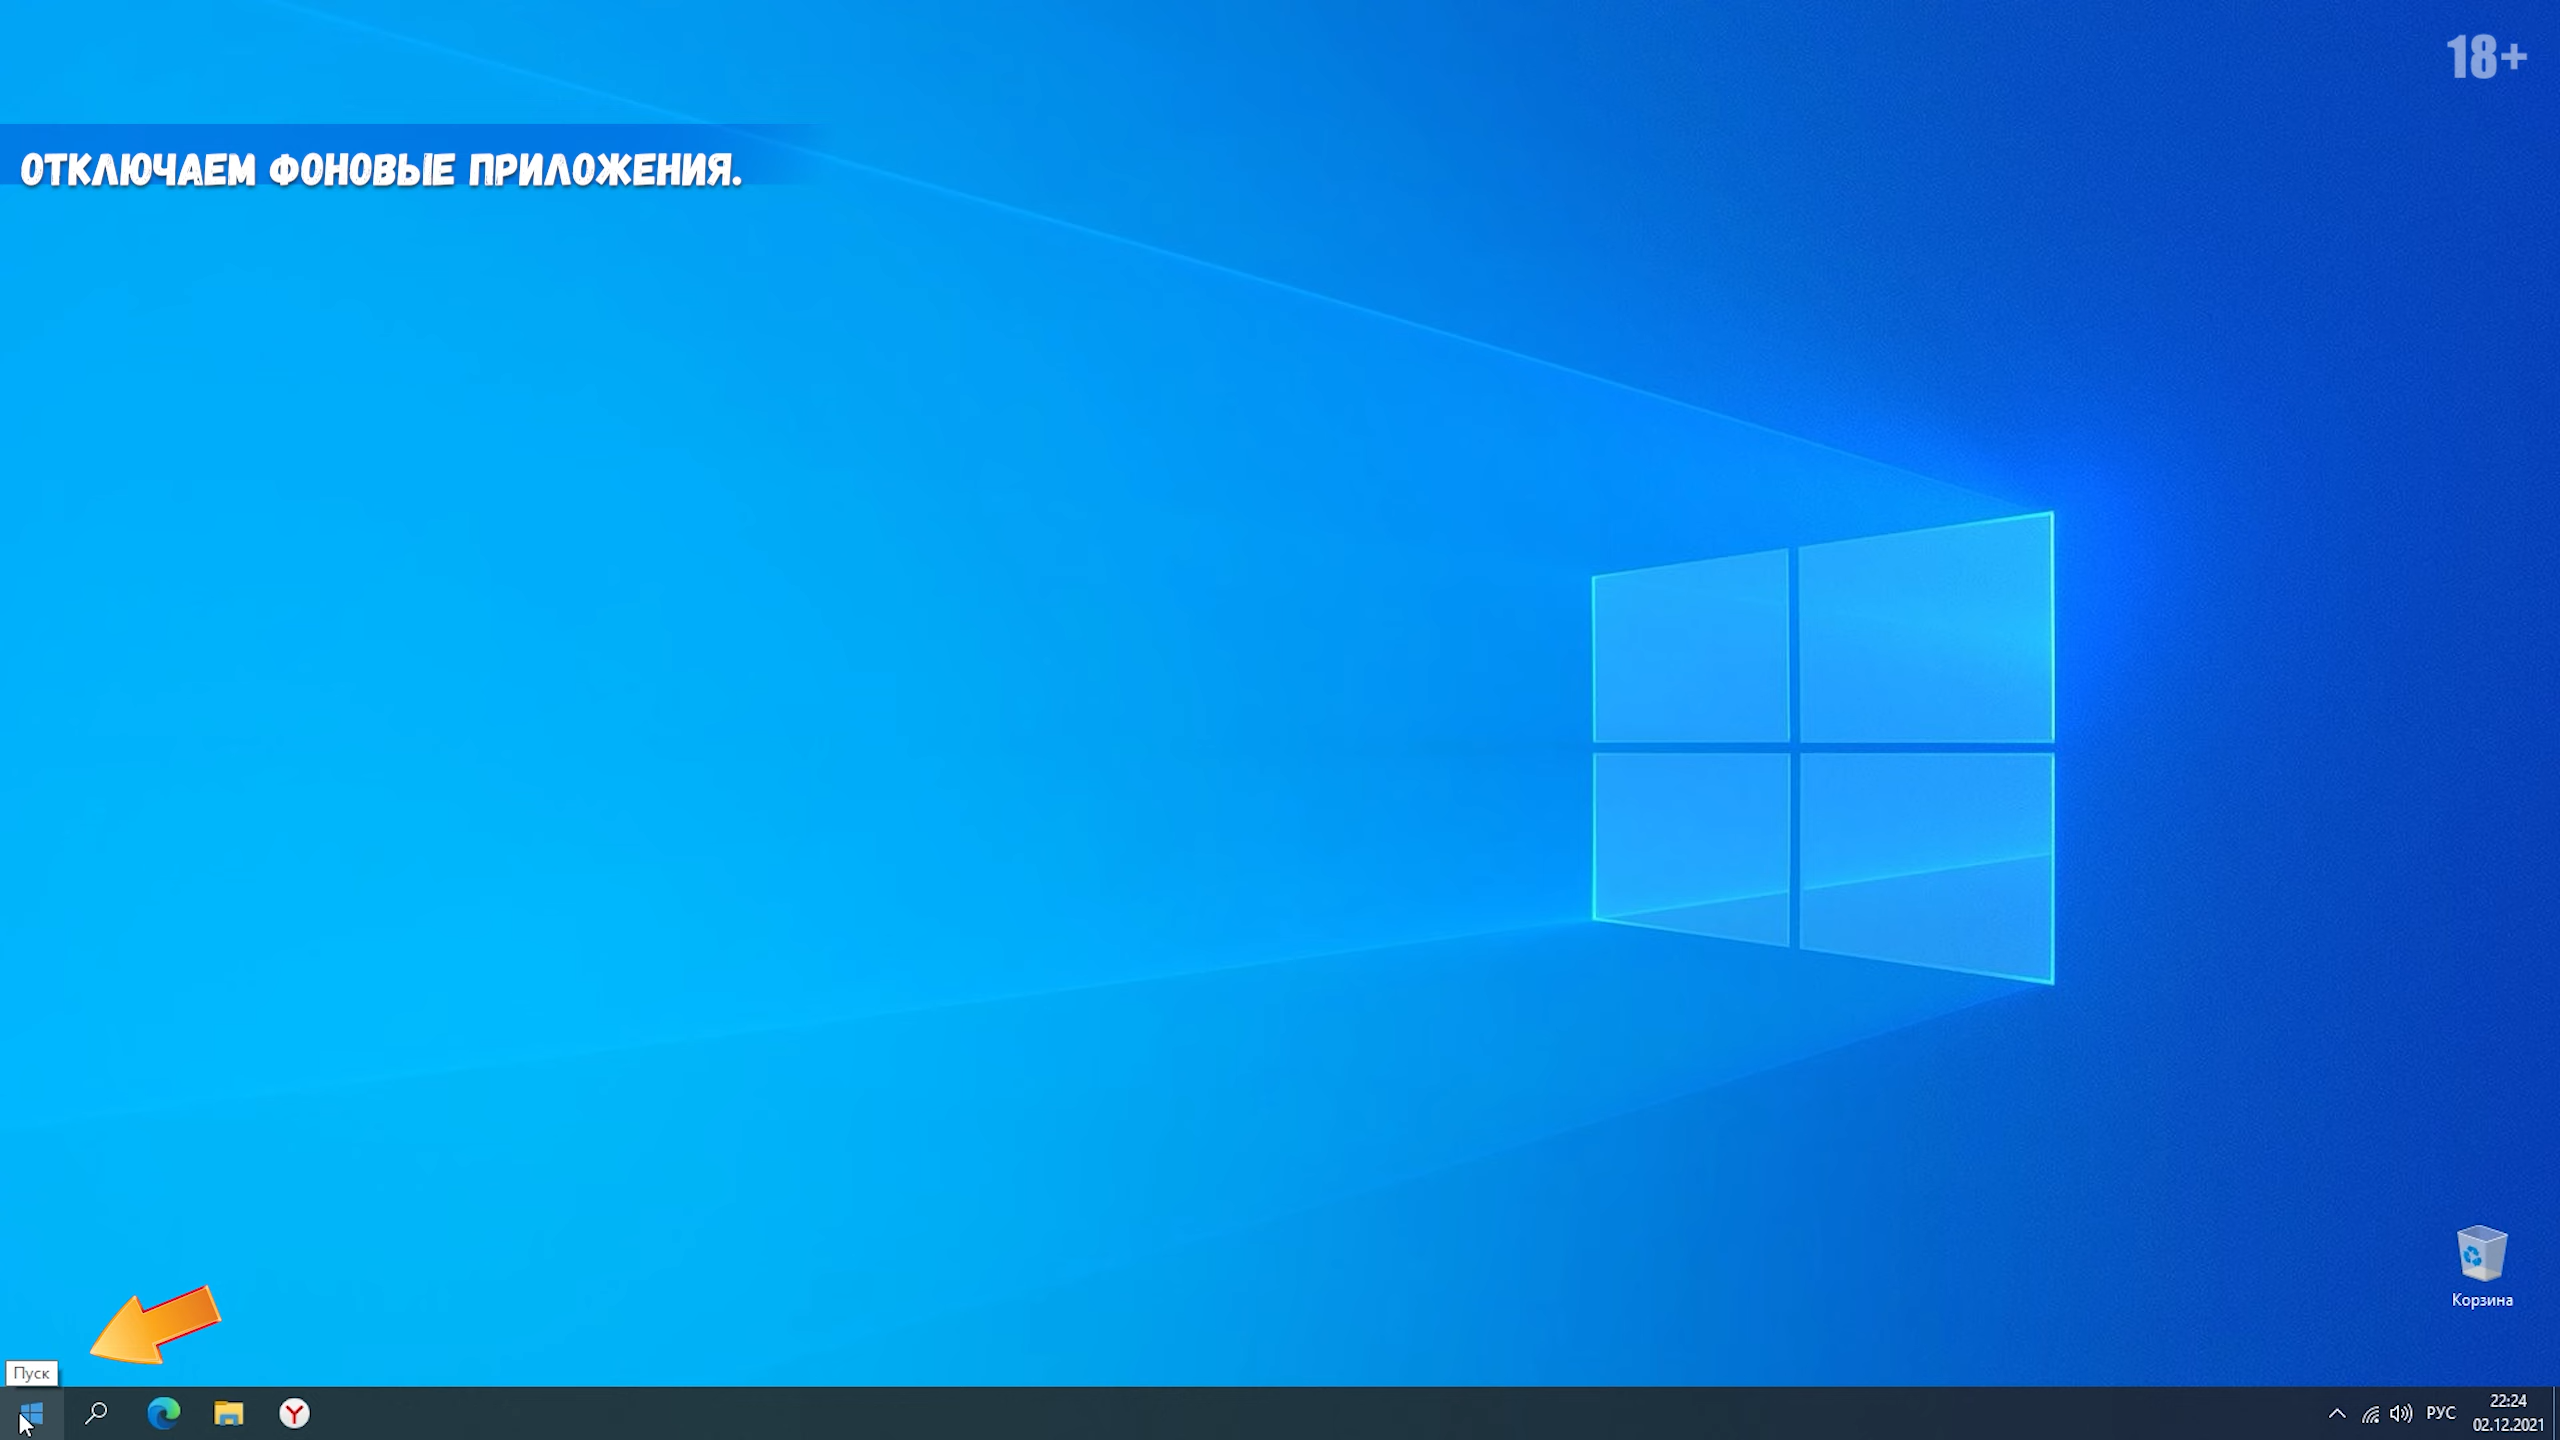 18+
ОТКЛЮЧАЕМ ФОНОВЫЕ ПРИЛОЖЕНИЯ.
Корзина
Пуск
РУС
22:24
02.12.2021